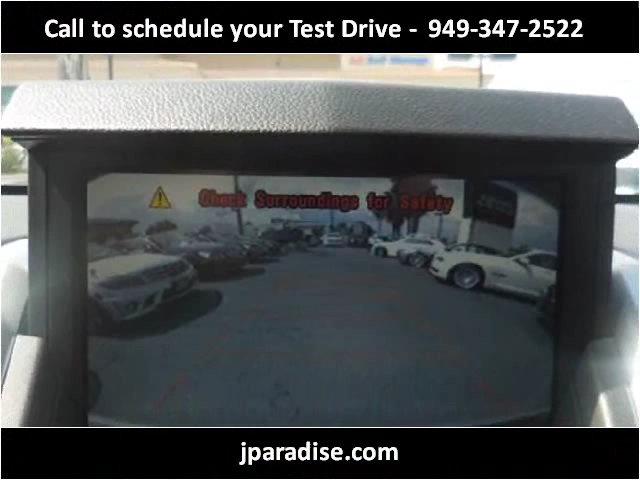 Call to schedule your Test Drive - 949-347-2522
Check Surroundings for Safety
jparadise.com